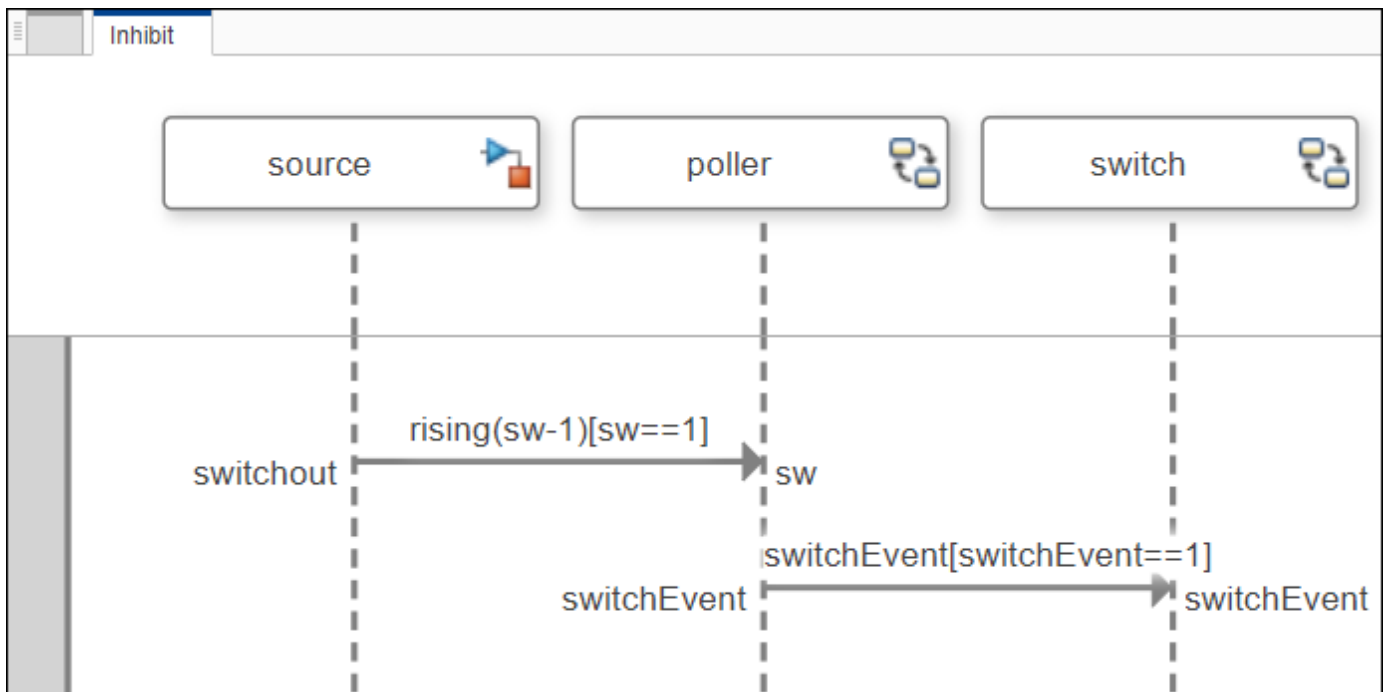 Inhibit
source
poller
switch
rising(sw-1)[sw==1]
switchout
sw
switchEvent[switchEvent==1]
switchEvent
switchEvent